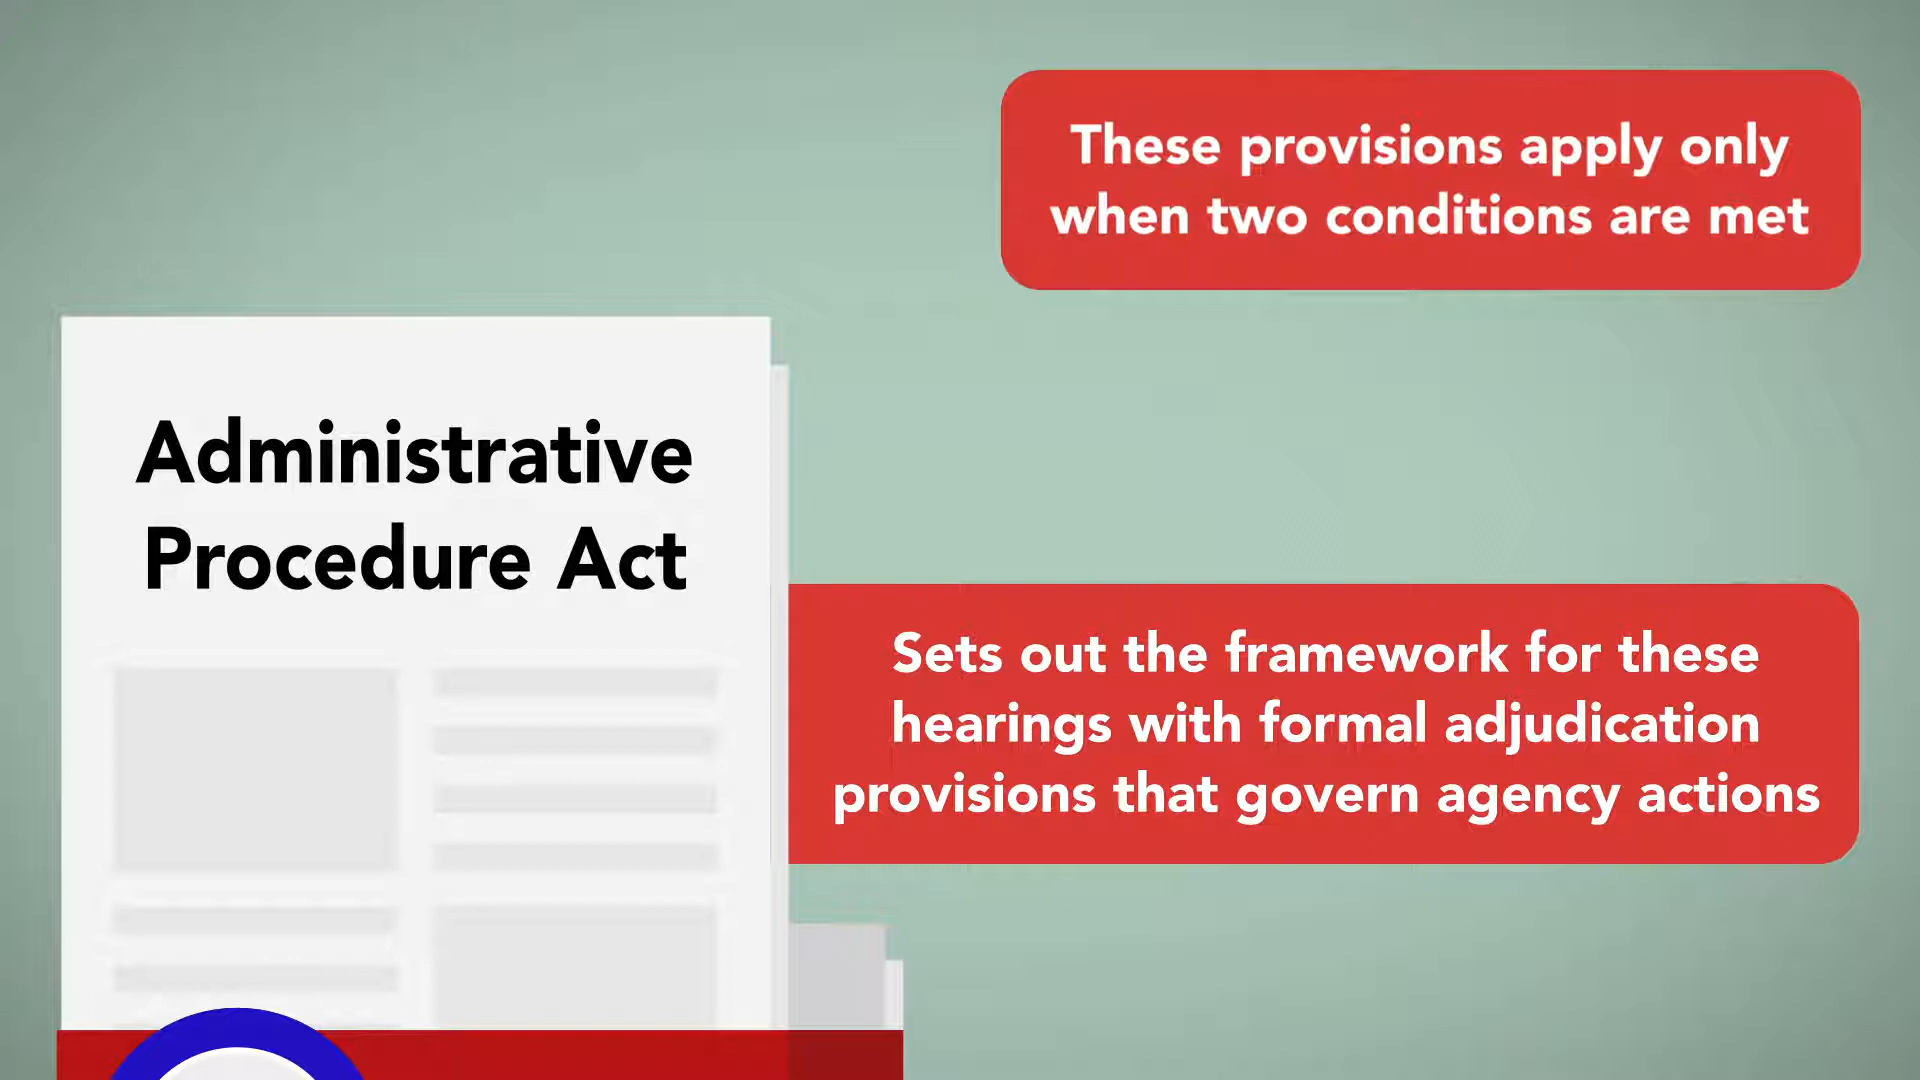 These provisions apply only
when two conditions are met
Administrative
Procedure Act
Sets out the framework for these
hearings with formal adjudication
provisions that govern agency actions